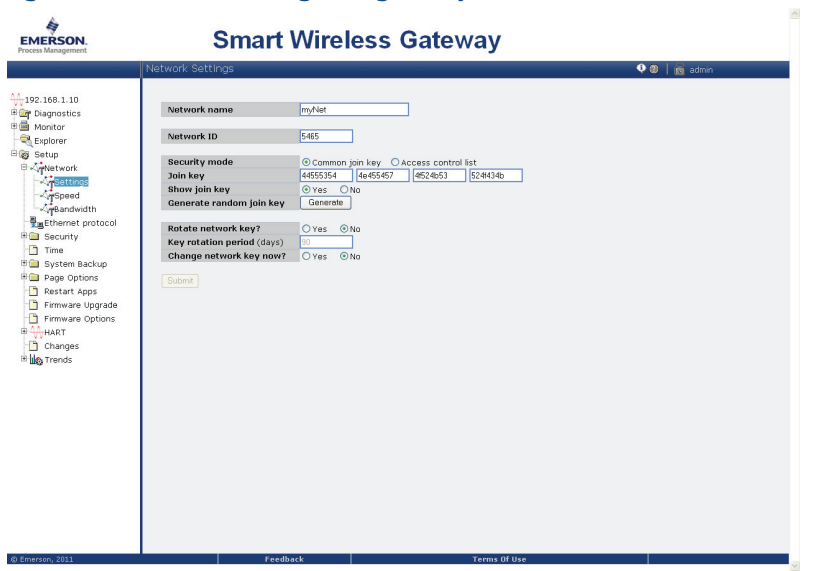 EMERSON.
Process Management
Smart Wireless Gateway
Network Settings
admin
192.168.1.10
Diagnostics
Monitor
Explorer
Setup
Network
Settings
Speed
Bandwidth
Ethernet protocol
Security
Time
System Backup
Page Options
Restart Apps
Firmware Upgrade
Firmware Options
HART
Changes
Trends
Network name myNet
Network ID 5465
Security mode Common join key Access control list
Join key 44555354 4e455457 4f524b53 524f434b
Show join key Yes No
Generate random join key Generate
Rotate network key? Yes No
Key rotation period (days) 90
Change network key now? Yes No
Submit
© Emerson, 2011 Feedback Terms Of Use